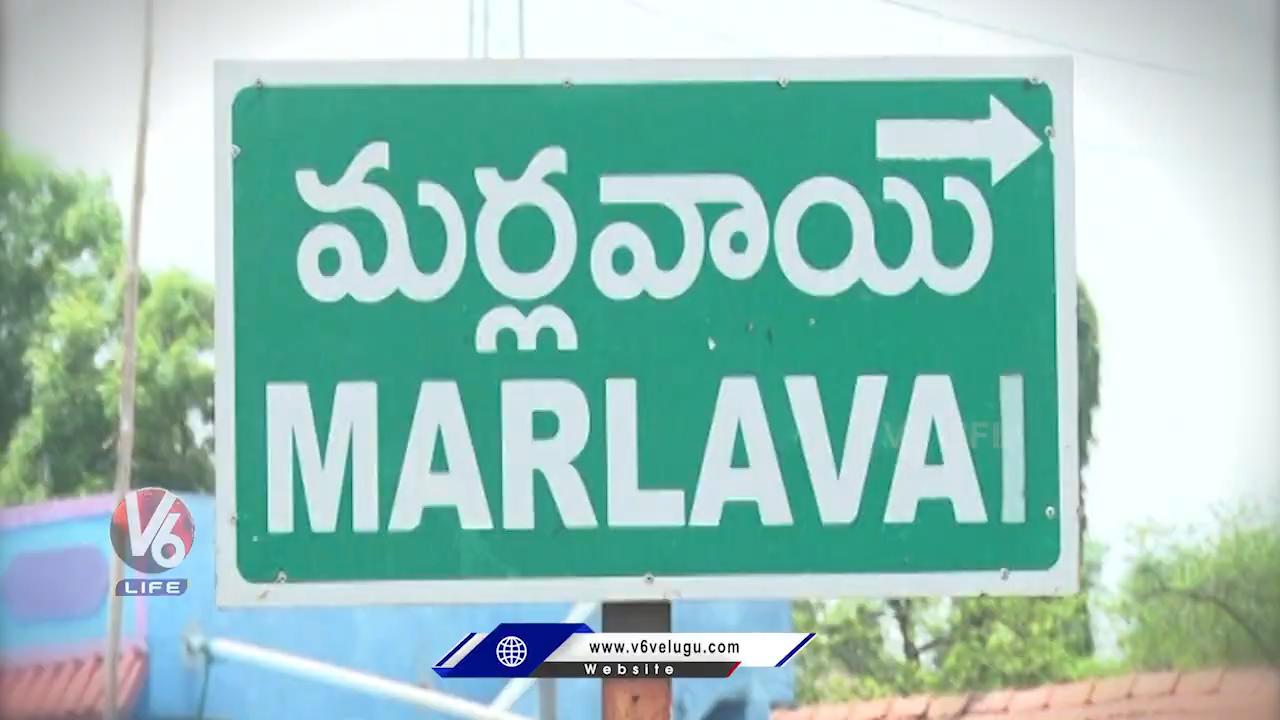 మర్లవాయి
MARLAVAI
V6
LIFE
www.v6velugu.com
Website